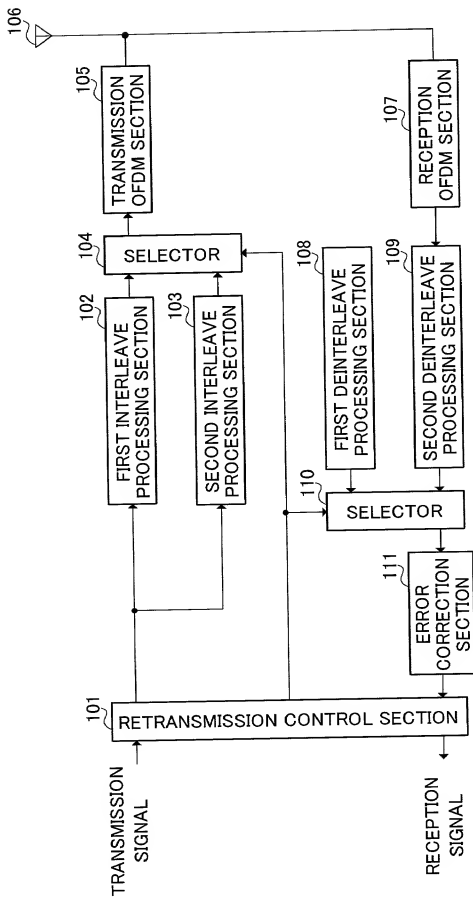 106
105
TRANSMISSION
OFDM SECTION
107
RECEPTION
OFDM SECTION
104
SELECTOR
102
FIRST INTERLEAVE
PROCESSING SECTION
103
SECOND INTERLEAVE
PROCESSING SECTION
108
FIRST DEINTERLEAVE
PROCESSING SECTION
109
SECOND DEINTERLEAVE
PROCESSING SECTION
110
SELECTOR
111
ERROR
CORRECTION
SECTION
101
RETRANSMISSION CONTROL SECTION
TRANSMISSION
SIGNAL
RECEPTION
SIGNAL